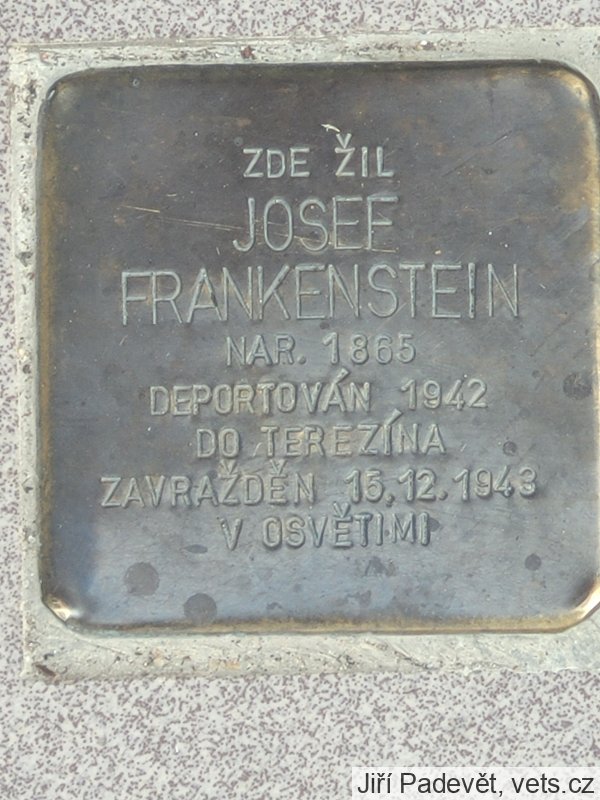 ZDE ŽIL
JOSEF
FRANKENSTEIN
NAR. 1865
DEPORTOVÁN 1942
DO TEREZÍNA
ZAVRAŽDĚN 15.12.1943
V OSVĚTIMI
Jiří Padevět, vets.cz